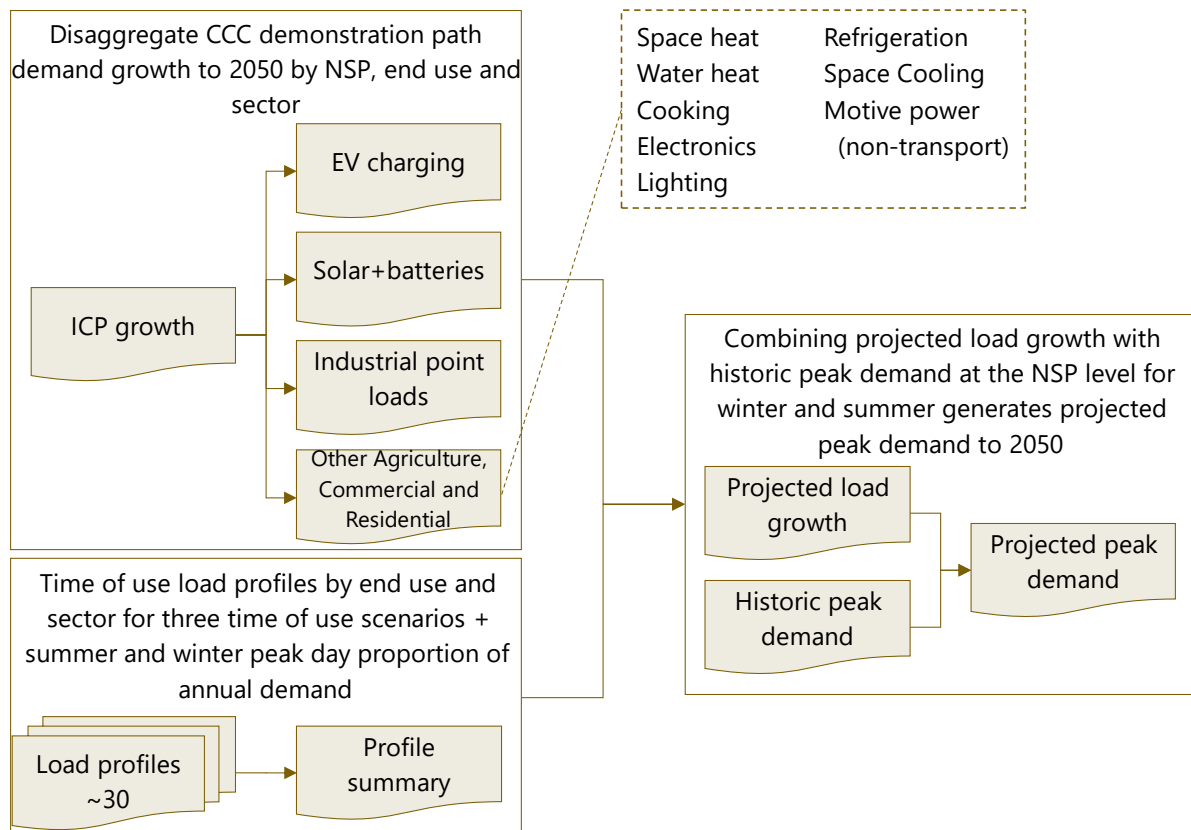 Disaggregate CCC demonstration path
demand growth to 2050 by NSP, end use and
sector
EV charging
Solar+batteries
ICP growth
Industrial point
loads
Other Agriculture,
Commercial and
Residential
Space heat
Water heat
Cooking
Electronics
Lighting
Refrigeration
Space Cooling
Motive power
(non-transport)
Time of use load profiles by end use and
sector for three time of use scenarios +
summer and winter peak day proportion of
annual demand
Load profiles
~30
Profile
summary
Combining projected load growth with
historic peak demand at the NSP level for
winter and summer generates projected
peak demand to 2050
Projected load
growth
Historic peak
demand
Projected peak
demand